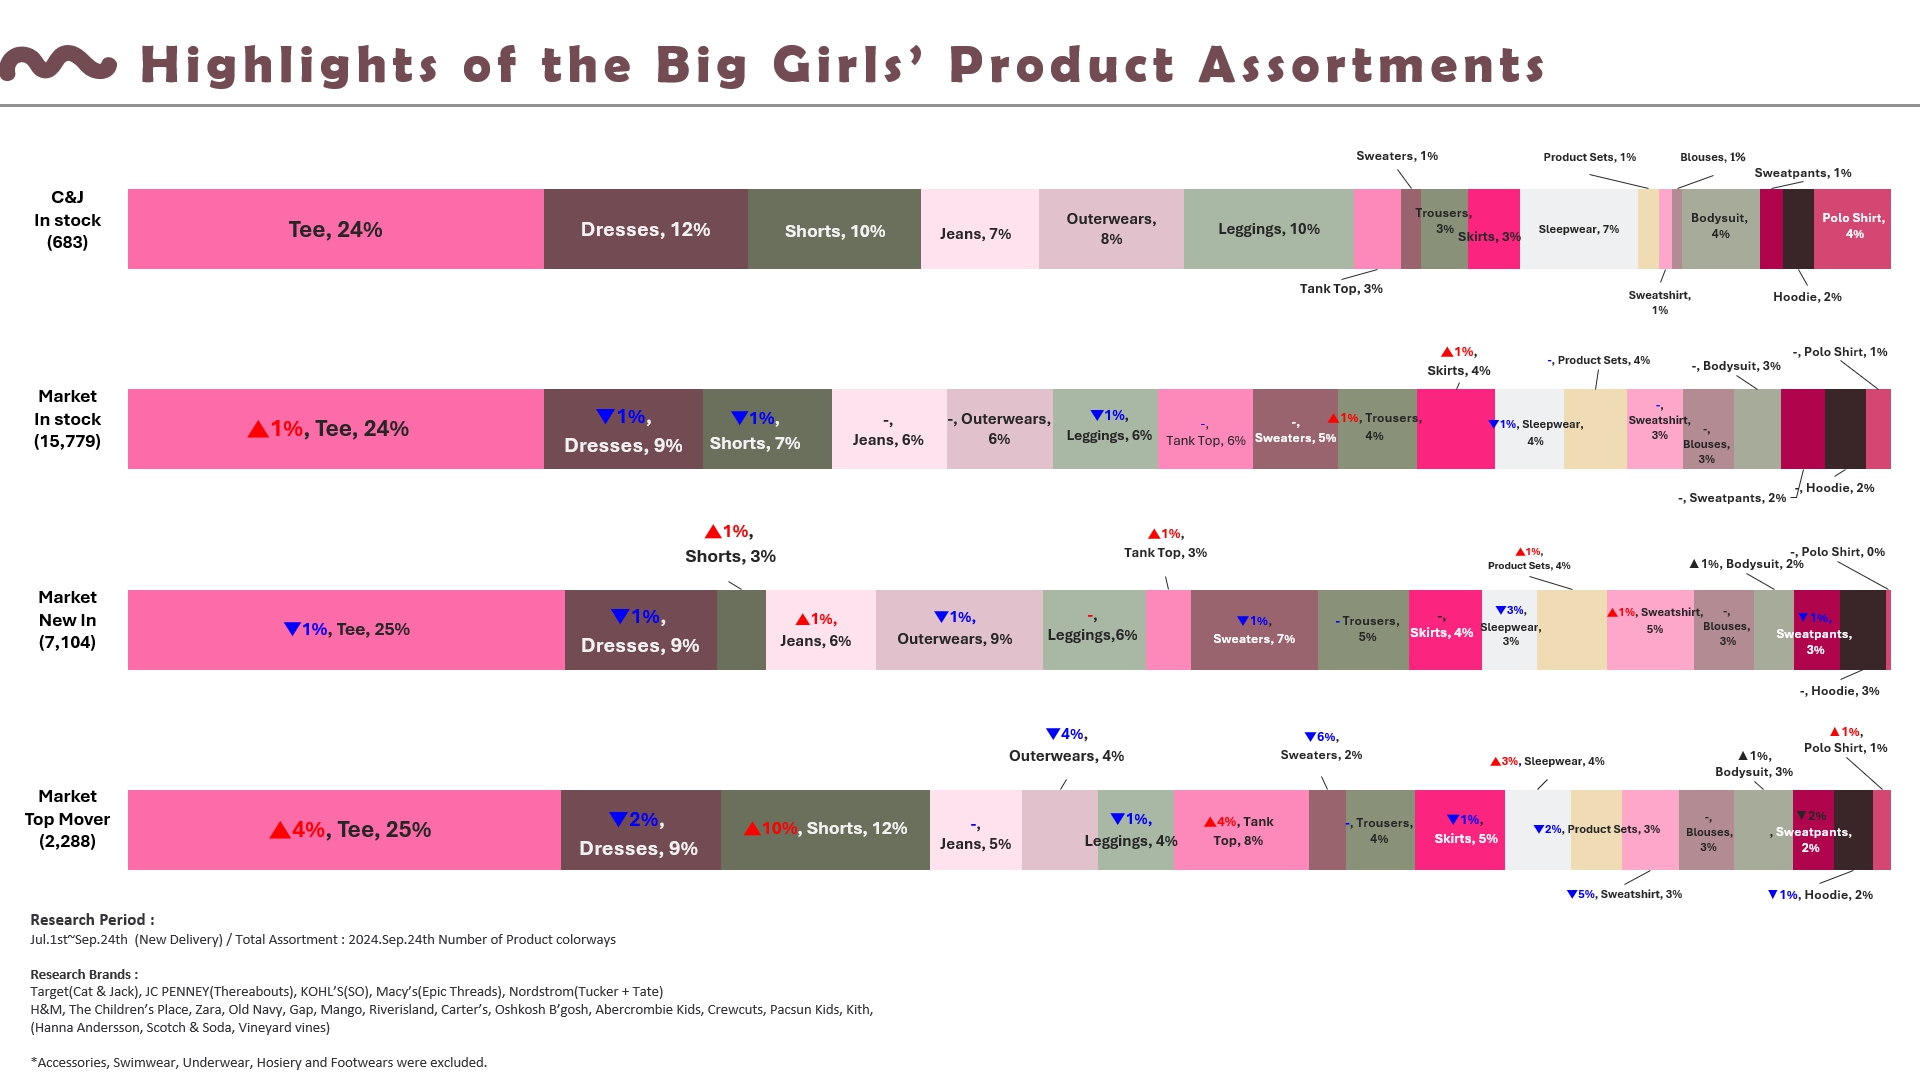 Highlights of the Big Girls’ Product Assortments
Sweaters, 1%
Product Sets, 1%
Blouses, 1%
Sweatpants, 1%
C&J
In stock
(683)
Tee, 24%
Dresses, 12%
Shorts, 10%
Jeans, 7%
Outerwears,
8%
Leggings, 10%
Trousers,
3%
Skirts, 3%
Sleepwear, 7%
Bodysuit,
4%
Polo Shirt,
4%
Tank Top, 3%
Sweatshirt,
1%
Hoodie, 2%
▲1%,
Skirts, 4%
-, Product Sets, 4%
-, Bodysuit, 3%
-, Polo Shirt, 1%
Market
In stock
(15,779)
▲1%, Tee, 24%
▼1%,
Dresses, 9%
▼1%,
Shorts, 7%
-,
Jeans, 6%
-, Outerwears,
6%
▼1%,
Leggings, 6%
-,
Tank Top, 6%
-,
Sweaters, 5%
▲1%, Trousers,
4%
▼1%, Sleepwear,
4%
-,
Sweatshirt,
3%
-,
Blouses,
3%
-, Sweatpants, 2%
-, Hoodie, 2%
▲1%,
Shorts, 3%
▲1%,
Tank Top, 3%
▲1%,
Product Sets, 4%
▲1%, Bodysuit, 2%
-, Polo Shirt, 0%
Market
New In
(7,104)
▼1%, Tee, 25%
▼1%,
Dresses, 9%
▲1%,
Jeans, 6%
▼1%,
Outerwears, 9%
-,
Leggings,6%
▼1%,
Sweaters, 7%
- Trousers,
5%
-,
Skirts, 4%
▼3%,
Sleepwear,
3%
▲1%, Sweatshirt,
5%
-,
Blouses,
3%
▼1%,
Sweatpants,
3%
-, Hoodie, 3%
▼4%,
Outerwears, 4%
▼6%,
Sweaters, 2%
▲3%, Sleepwear, 4%
▲1%,
Bodysuit, 3%
▲1%,
Polo Shirt, 1%
Market
Top Mover
(2,288)
▲4%, Tee, 25%
▼2%,
Dresses, 9%
▲10%, Shorts, 12%
-,
Jeans, 5%
▼1%,
Leggings, 4%
▲4%, Tank
Top, 8%
-, Trousers,
4%
▼1%,
Skirts, 5%
▼2%, Product Sets, 3%
-,
Blouses,
3%
▼2%
, Sweatpants,
2%
▼5%, Sweatshirt, 3%
▼1%, Hoodie, 2%
Research Period :
Jul.1st~Sep.24th (New Delivery) / Total Assortment : 2024.Sep.24th Number of Product colorways
Research Brands :
Target(Cat & Jack), JC PENNEY(Thereabouts), KOHL’S(SO), Macy’s(Epic Threads), Nordstrom(Tucker + Tate)
H&M, The Children’s Place, Zara, Old Navy, Gap, Mango, Riverisland, Carter’s, Oshkosh B’gosh, Abercrombie Kids, Crewcuts, Pacsun Kids, Kith,
(Hanna Andersson, Scotch & Soda, Vineyard vines)
*Accessories, Swimwear, Underwear, Hosiery and Footwears were excluded.